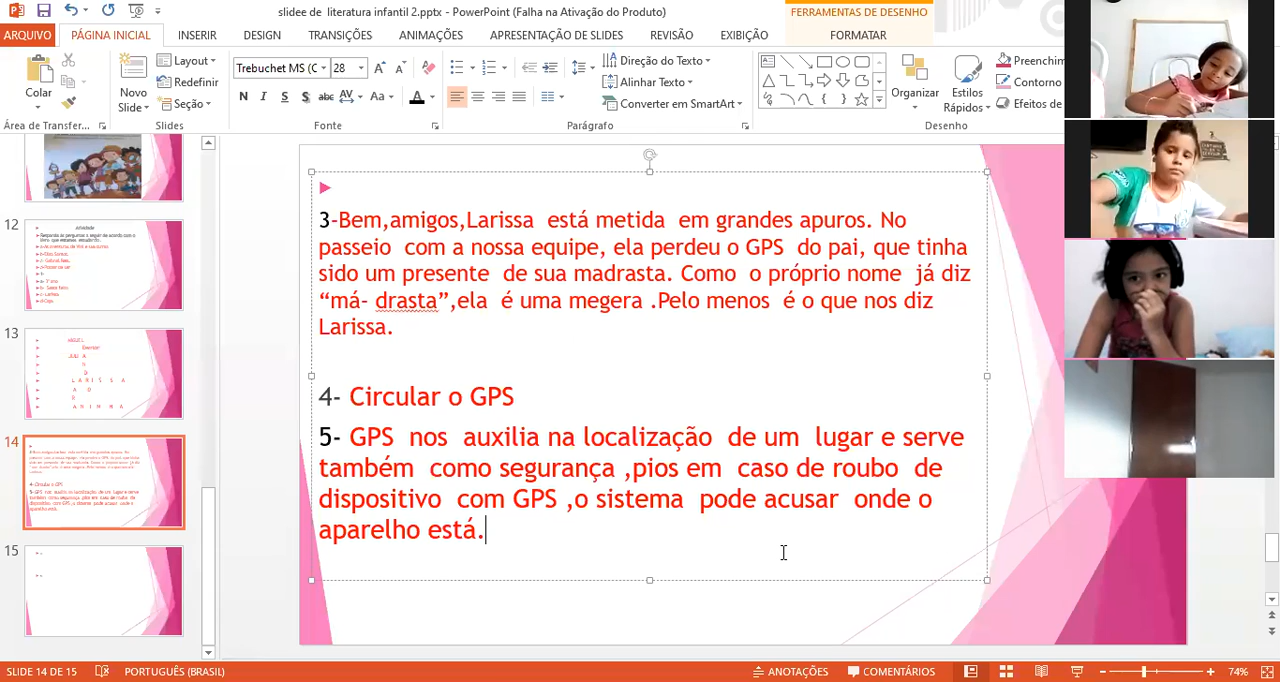 slidee de literatura infantil 2.pptx - PowerPoint (Falha na Ativação do Produto)
FERRAMENTAS DE DESENHO
ARQUIVO PÁGINA INICIAL INSERIR DESIGN TRANSIÇÕES ANIMAÇÕES APRESENTAÇÃO DE SLIDES REVISÃO EXIBIÇÃO FORMATAR
Colar
Novo Slide
Layout
Redefinir
Seção
Trebuchet MS (C 28
N I S S abc AV Aa A
Direção do Texto
Alinhar Texto
Converter em SmartArt
Organizar
Estilos Rápidos
Preenchim
Contorno
Efeitos de
Área de Transfer... Slides Fonte Parágrafo Desenho
12
Atividade
13
14
15
3-Bem,amigos,Larissa está metida em grandes apuros. No
passeio com a nossa equipe, ela perdeu o GPS do pai, que tinha
sido um presente de sua madrasta. Como o próprio nome já diz
“má- drasta”,ela é uma megera .Pelo menos é o que nos diz
Larissa.
4- Circular o GPS
5- GPS nos auxilia na localização de um lugar e serve
também como segurança ,pios em caso de roubo de
dispositivo com GPS ,o sistema pode acusar onde o
aparelho está.
SLIDE 14 DE 15 PORTUGUÊS (BRASIL) ANOTAÇÕES COMENTÁRIOS 74%